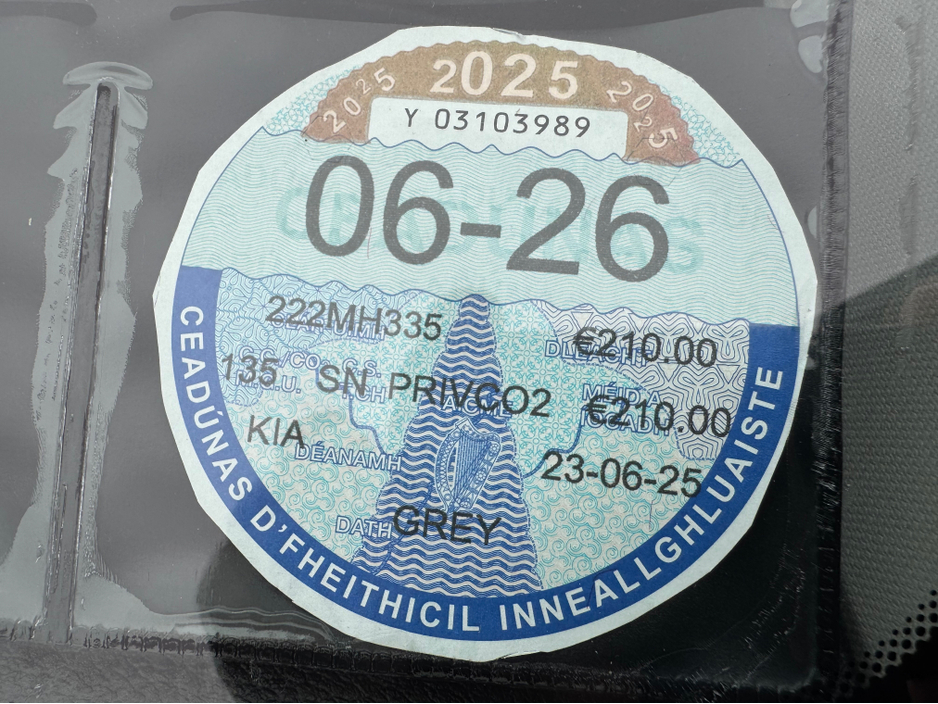 2025 2025 2025
Y 03103989
06-26
222MH335 €210.00
135 SN PRIVCO2 €210.00
KIA
DÉANAMH 23-06-25
DATH GREY
CEADÚNAS D'FHEITHICIL INNEALLGHLUAISTE